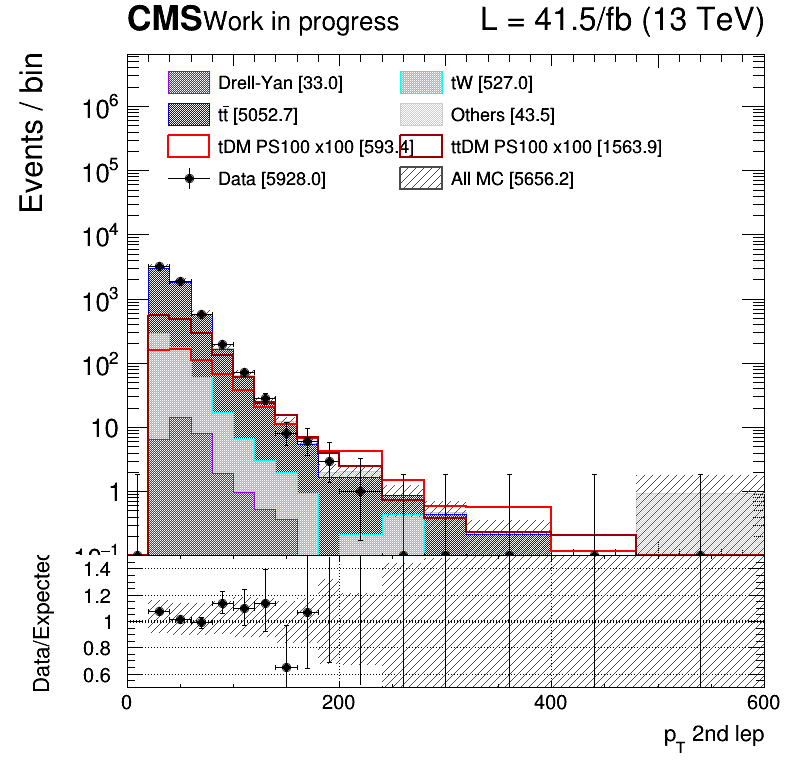 CMS Work in progress L = 41.5/fb (13 TeV)
Events / bin
Drell-Yan [33.0] tW [527.0]
tt̄ [5052.7] Others [43.5]
tDM PS100 x100 [593.4] ttDM PS100 x100 [1563.9]
Data [5928.0] All MC [5656.2]
10⁶
10⁵
10⁴
10³
10²
10
1
10⁻¹
Data/Expected
1.4
1.2
1
0.8
0.6
0 200 400 600
p_T 2nd lep